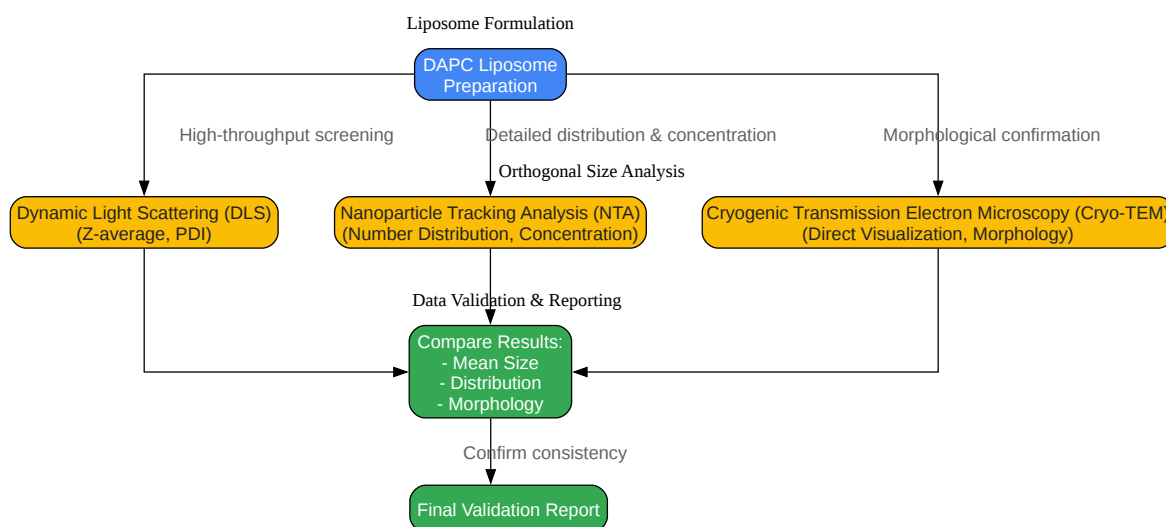 Liposome Formulation
DAPC Liposome
Preparation
High-throughput screening
Detailed distribution & concentration
Morphological confirmation
Orthogonal Size Analysis
Dynamic Light Scattering (DLS)
(Z-average, PDI)
Nanoparticle Tracking Analysis (NTA)
(Number Distribution, Concentration)
Cryogenic Transmission Electron Microscopy (Cryo-TEM)
(Direct Visualization, Morphology)
Data Validation & Reporting
Compare Results:
- Mean Size
- Distribution
- Morphology
Confirm consistency
Final Validation Report